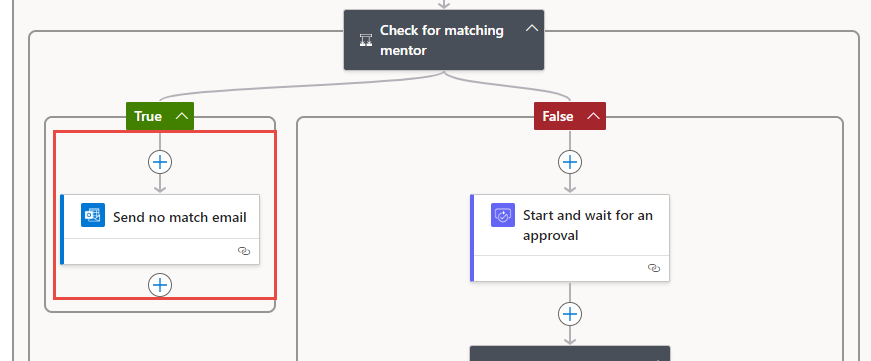 Check for matching
mentor
True
False
Send no match email
Start and wait for an
approval